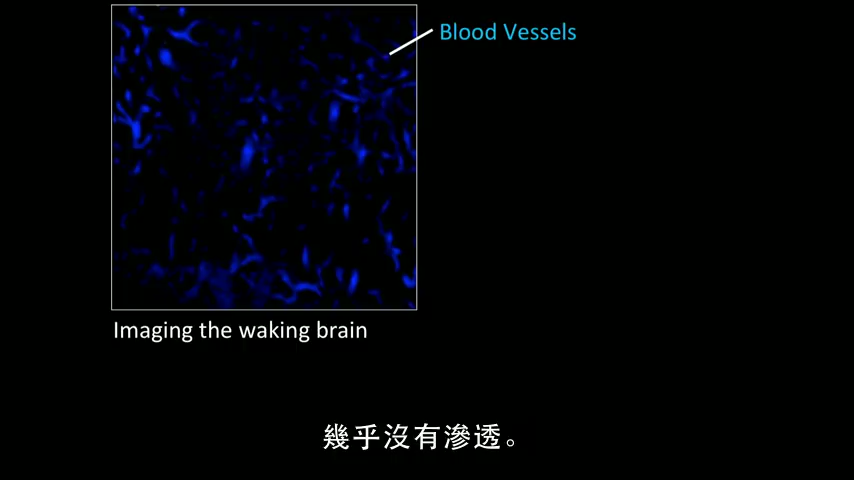 Blood Vessels
Imaging the waking brain
幾乎沒有滲透。